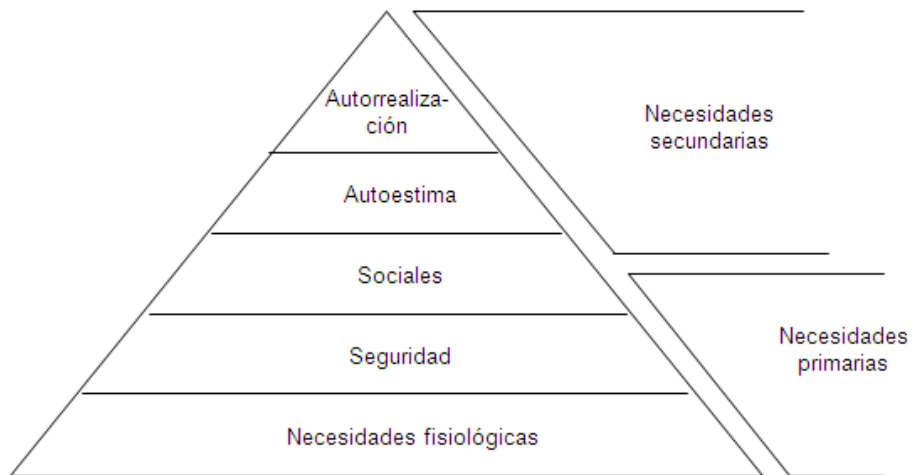 Autorrealiza-
ción
Necesidades
secundarias
Autoestima
Sociales
Seguridad
Necesidades
primarias
Necesidades fisiológicas